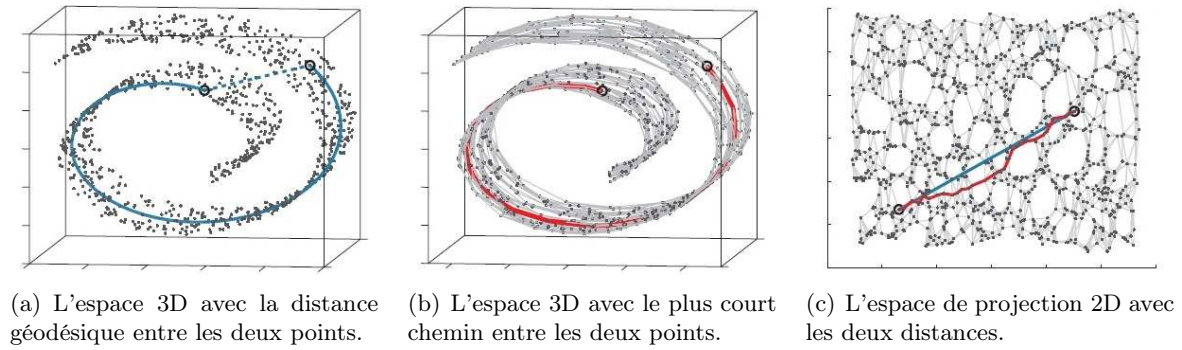 (a) L'espace 3D avec la distance
géodésique entre les deux points.
(b) L'espace 3D avec le plus court
chemin entre les deux points.
(c) L'espace de projection 2D avec
les deux distances.